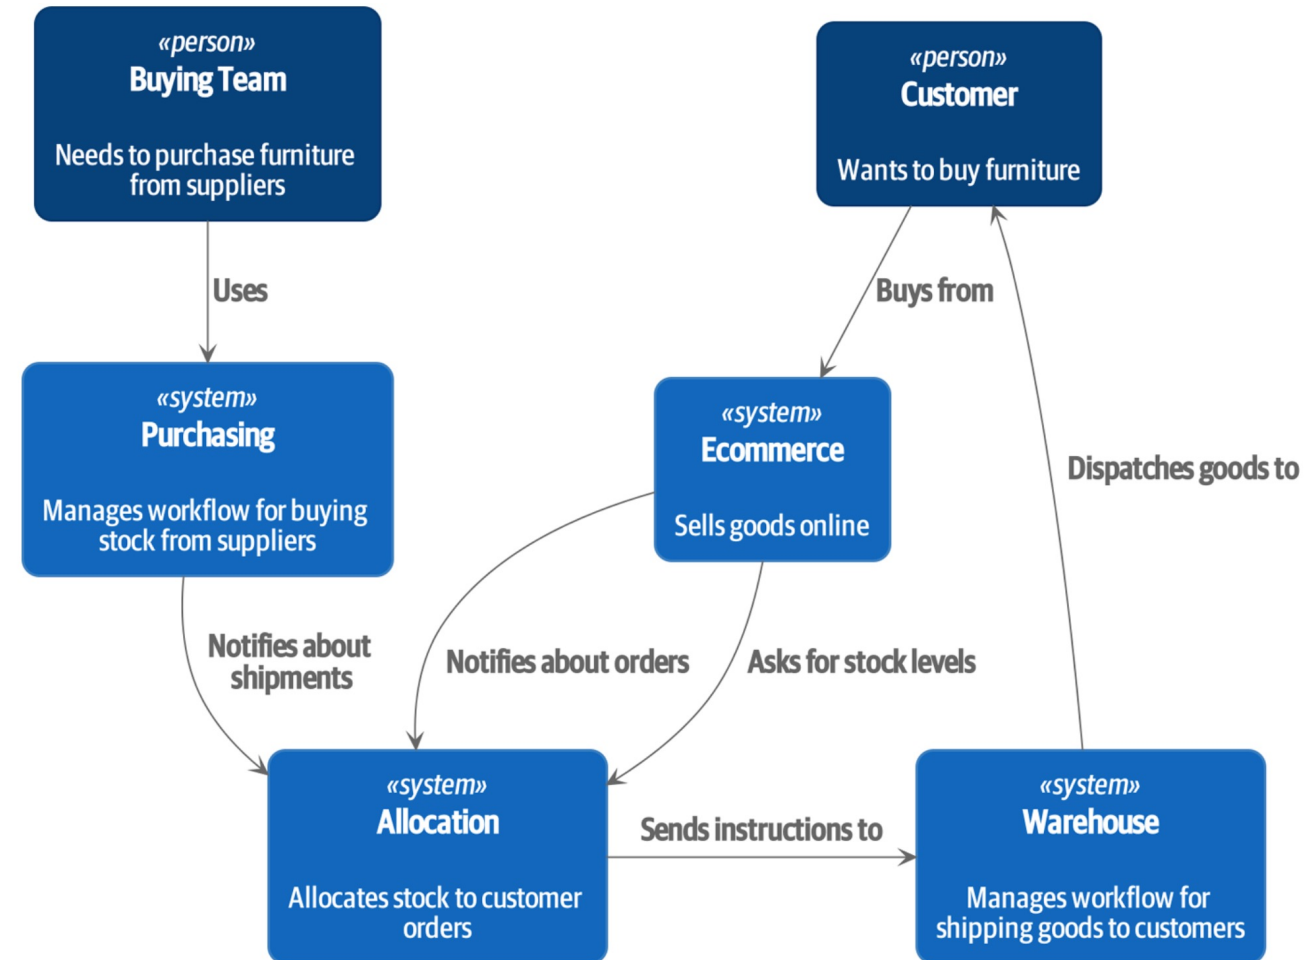 «person»
Buying Team
Needs to purchase furniture
from suppliers
«person»
Customer
Wants to buy furniture
Uses
Buys from
«system»
Purchasing
Manages workflow for buying
stock from suppliers
«system»
Ecommerce
Sells goods online
Dispatches goods to
Notifies about
shipments
Notifies about orders
Asks for stock levels
«system»
Allocation
Allocates stock to customer
orders
Sends instructions to
«system»
Warehouse
Manages workflow for
shipping goods to customers